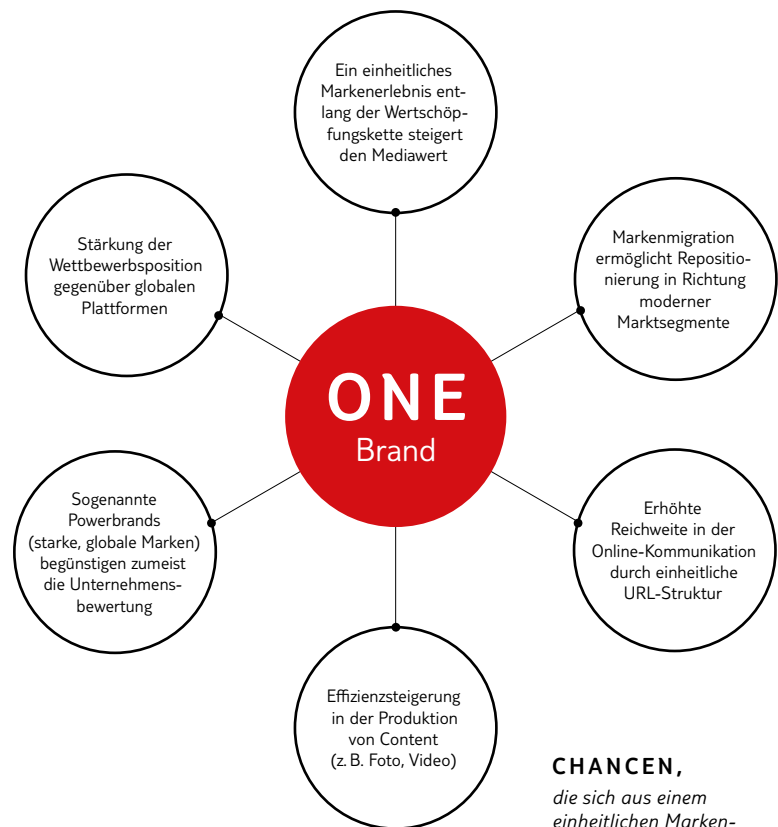 Ein einheitliches
Markenerlebnis ent-
lang der Wertschöp-
fungskette steigert
den Mediawert
Stärkung der
Wettbewerbsposition
gegenüber globalen
Plattformen
Markenmigration
ermöglicht Repositio-
nierung in Richtung
moderner
Marktsegmente
ONE
Brand
Sogenannte
Powerbrands
(starke, globale Marken)
begünstigen zumeist
die Unternehmens-
bewertung
Erhöhte
Reichweite in der
Online-Kommunikation
durch einheitliche
URL-Struktur
Effizienzsteigerung
in der Produktion
von Content
(z. B. Foto, Video)
CHANCEN,
die sich aus einem
einheitlichen Marken-